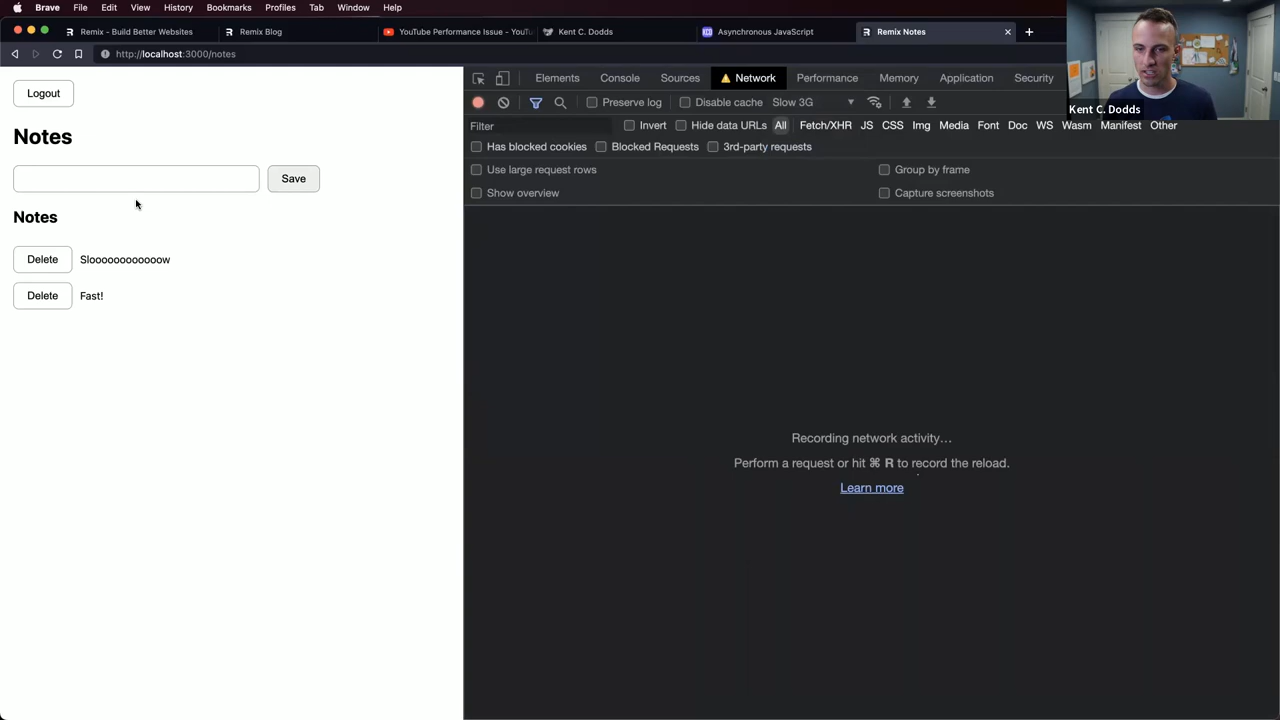 Brave File Edit View History Bookmarks Profiles Tab Window Help
Remix - Build Better Websites Remix Blog YouTube Performance Issue - YouTu Kent C. Dodds Asynchronous JavaScript Remix Notes
http://localhost:3000/notes
Kent C. Dodds
Logout
Notes
Save
Notes
Delete Slooooooooooow
Delete Fast!
Elements Console Sources Network Performance Memory Application Security
Preserve log Disable cache Slow 3G
Filter Invert Hide data URLs All Fetch/XHR JS CSS Img Media Font Doc WS Wasm Manifest Other
Has blocked cookies Blocked Requests 3rd-party requests
Use large request rows Group by frame
Show overview Capture screenshots
Recording network activity…
Perform a request or hit ⌘ R to record the reload.
Learn more